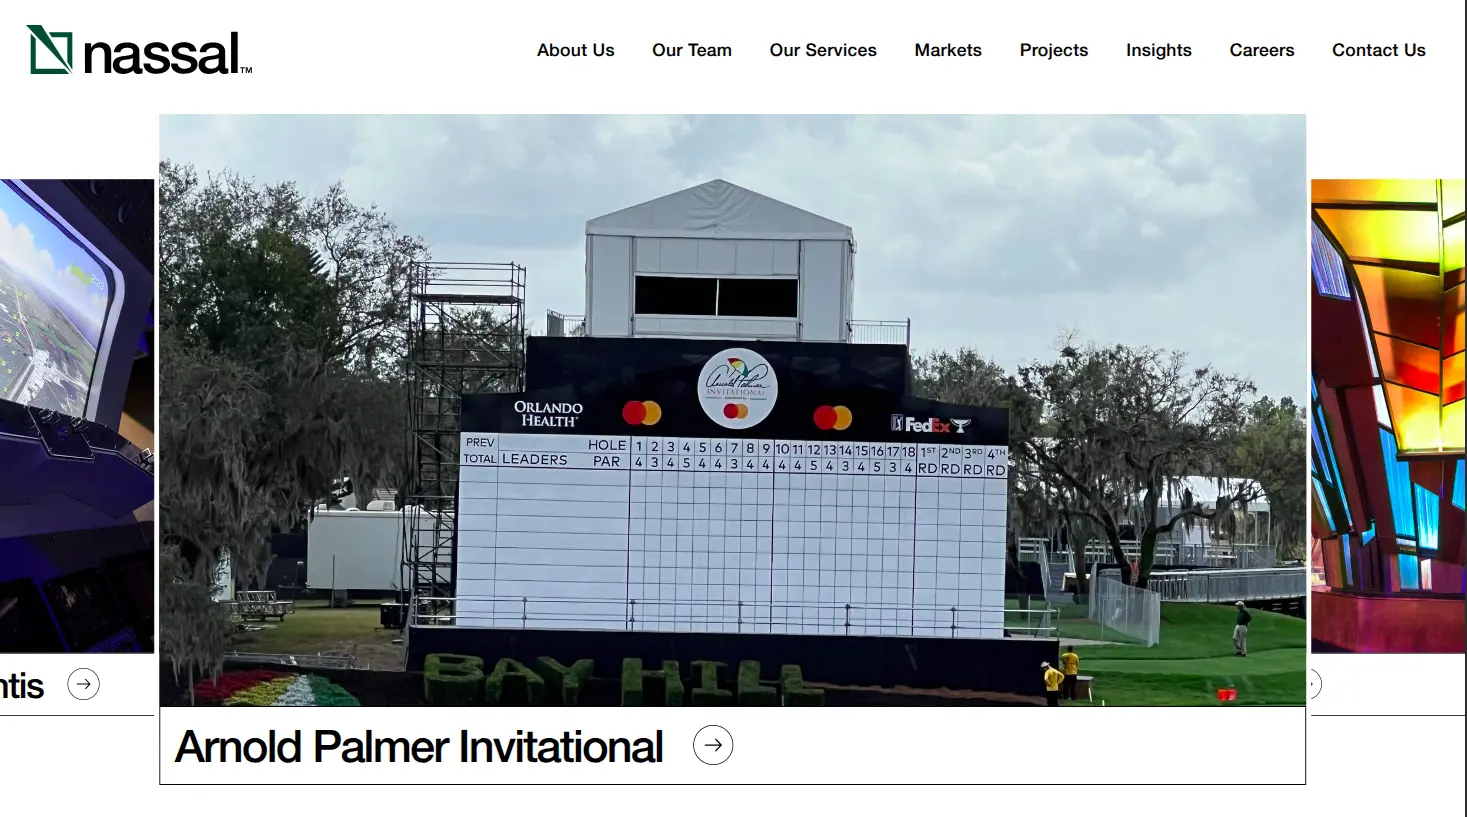 nassal™
About Us Our Team Our Services Markets Projects Insights Careers Contact Us
Arnold Palmer
INVITATIONAL
ORLANDO
HEALTH
FedEx
PREV HOLE 1 2 3 4 5 6 7 8 9 10 11 12 13 14 15 16 17 18 1ST 2ND 3RD 4TH
TOTAL LEADERS PAR 4 3 4 5 4 4 3 4 4 4 4 5 4 3 4 5 3 4 RD RD RD RD
BAY HILL
ntis
Arnold Palmer Invitational